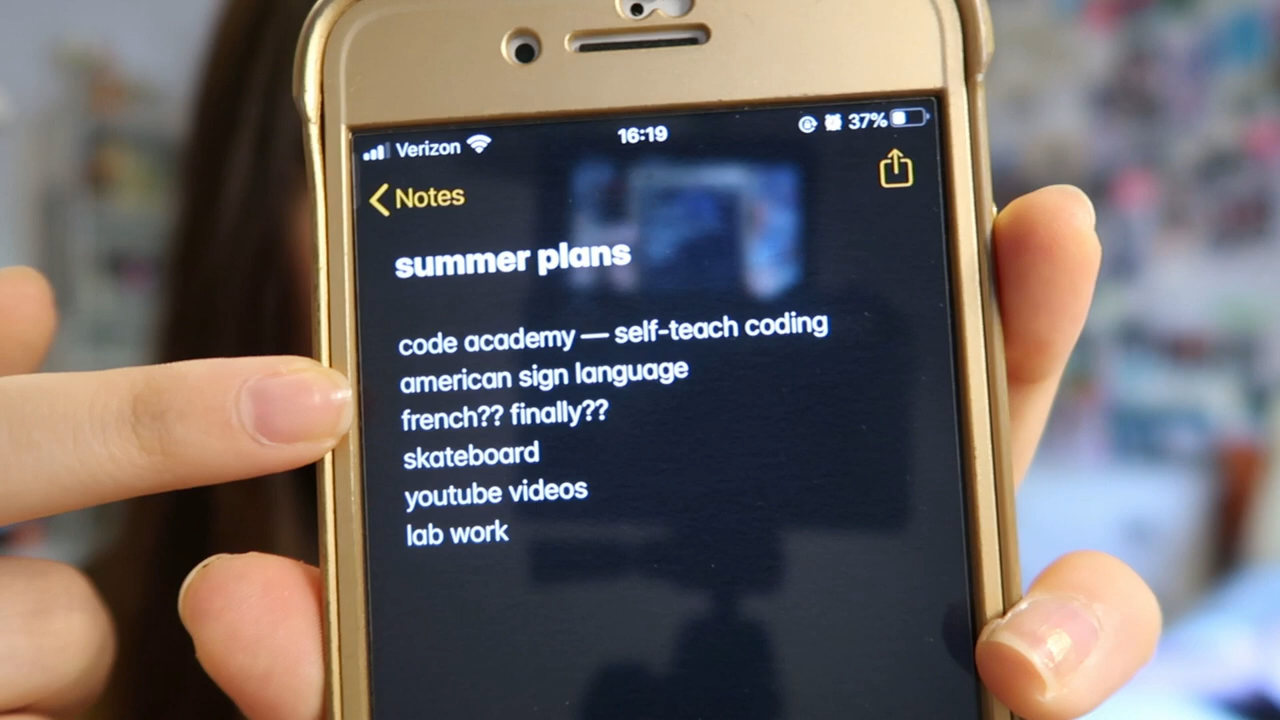 Verizon 16:19 37%
Notes
summer plans
code academy — self-teach coding
american sign language
french?? finally??
skateboard
youtube videos
lab work